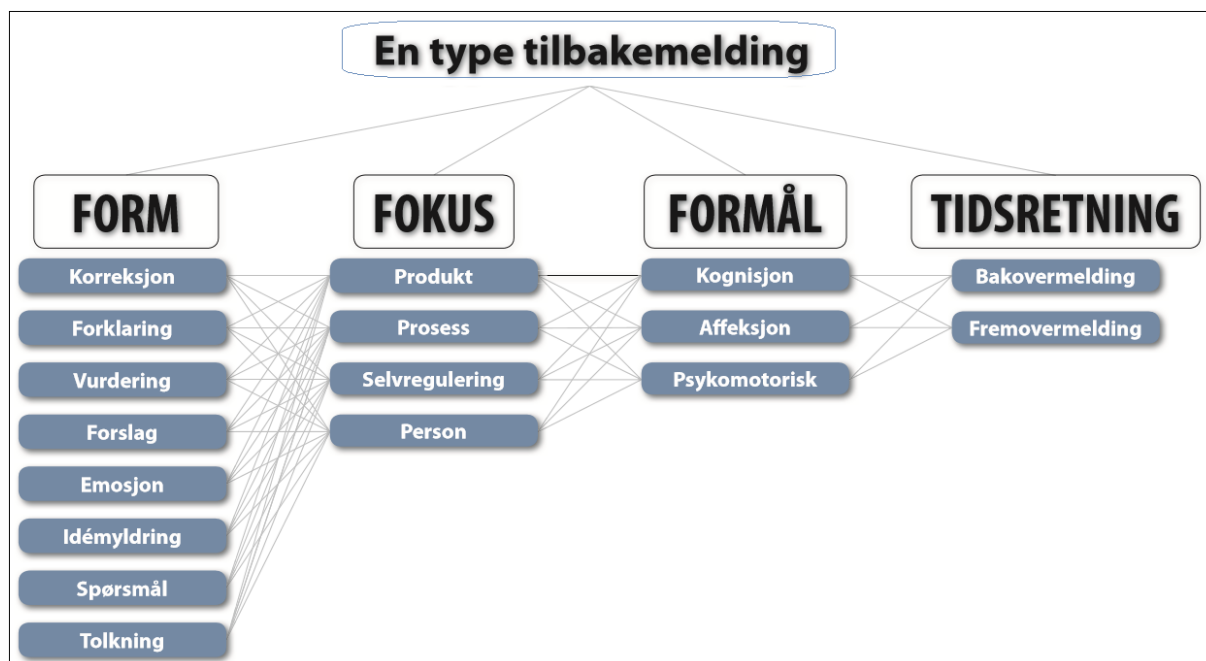 En type tilbakemelding
FORM
FOKUS
FORMÅL
TIDSRETNING
Korreksjon
Forklaring
Vurdering
Forslag
Emosjon
Idémyldring
Spørsmål
Tolkning
Produkt
Prosess
Selvregulering
Person
Kognisjon
Affeksjon
Psykomotorisk
Bakovermelding
Fremovermelding